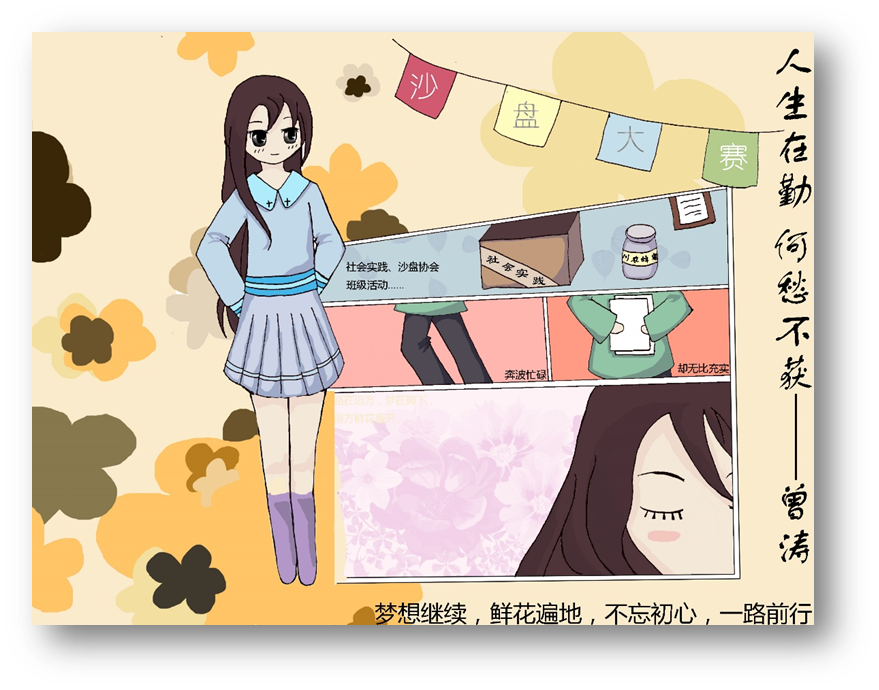 沙盘大赛
人生在勤 何愁不获——曾涛
社会实践、沙盘协会
班级活动……
社会实践
奔波忙碌
却无比充实
梦想继续，鲜花遍地，不忘初心，一路前行